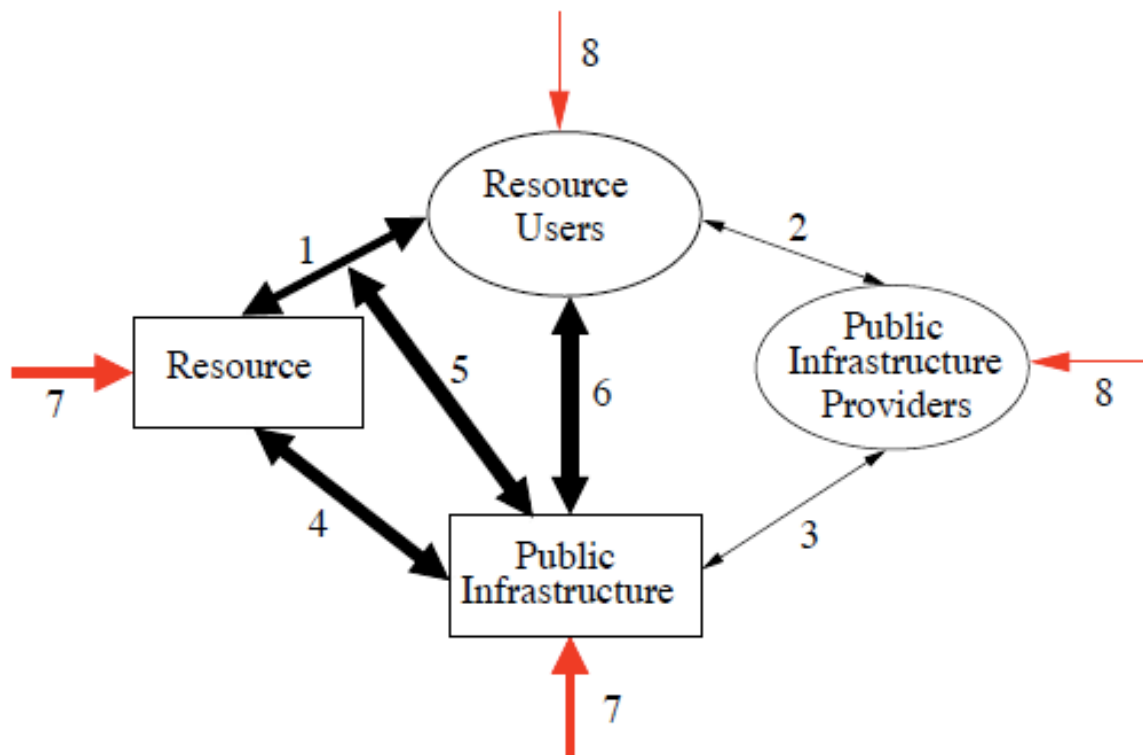 8
Resource
Users
1
2
Resource
Public
Infrastructure
Providers
7
5
6
8
4
3
Public
Infrastructure
7